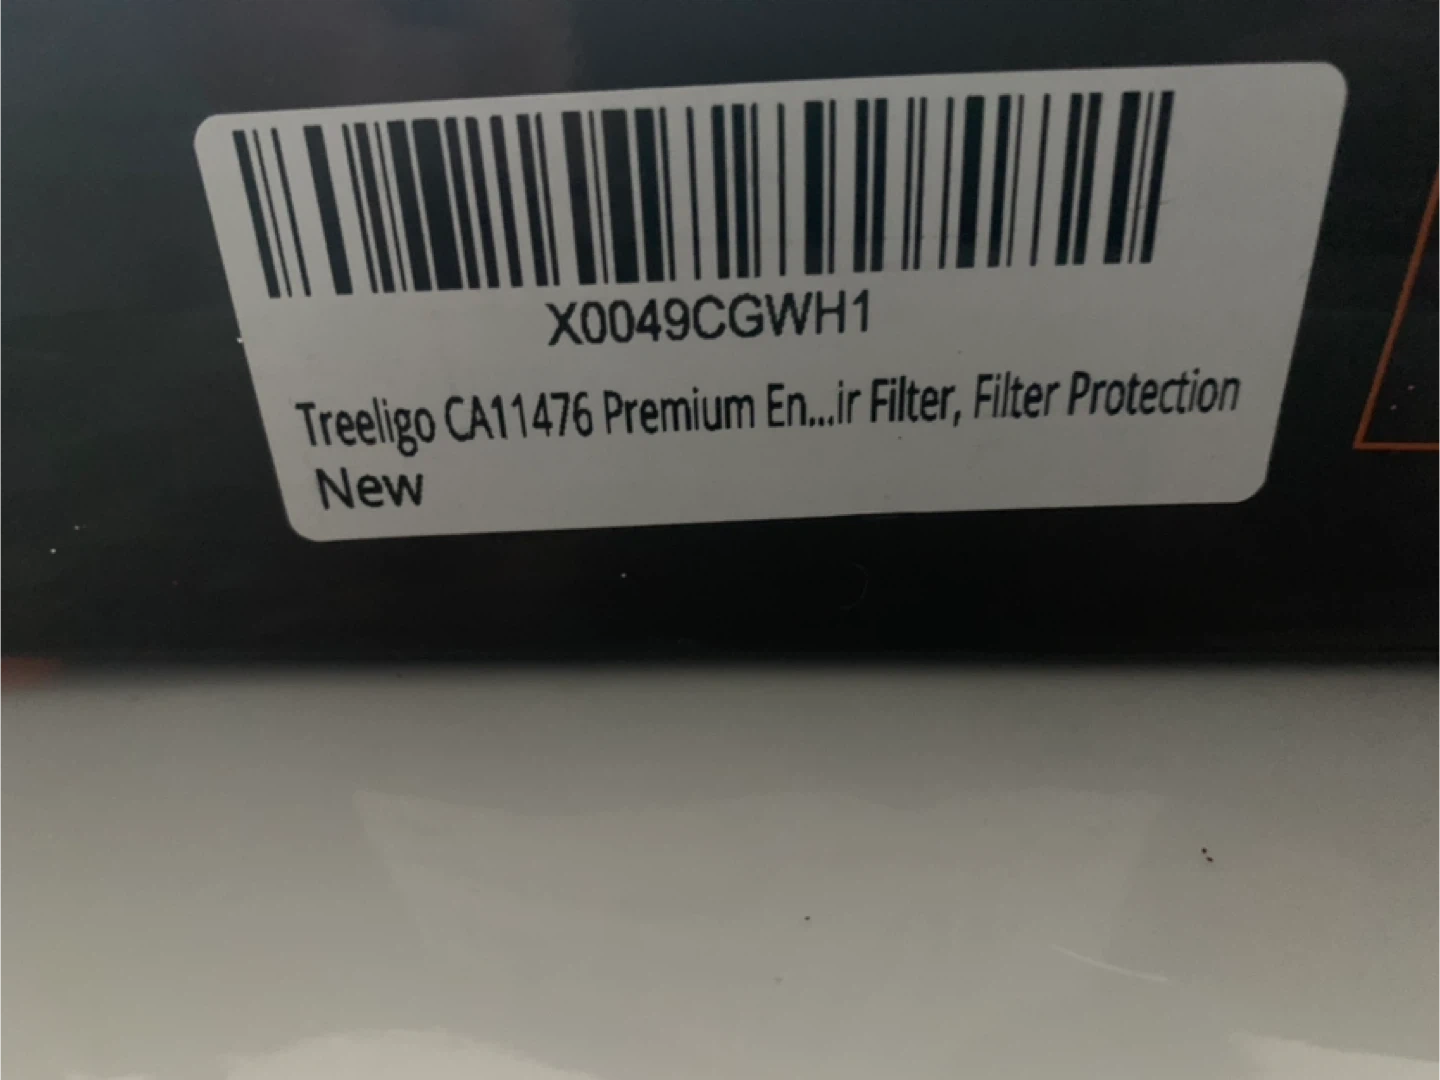 X0049CGWH1
Treeligo CA11476 Premium En...ir Filter, Filter Protection
New